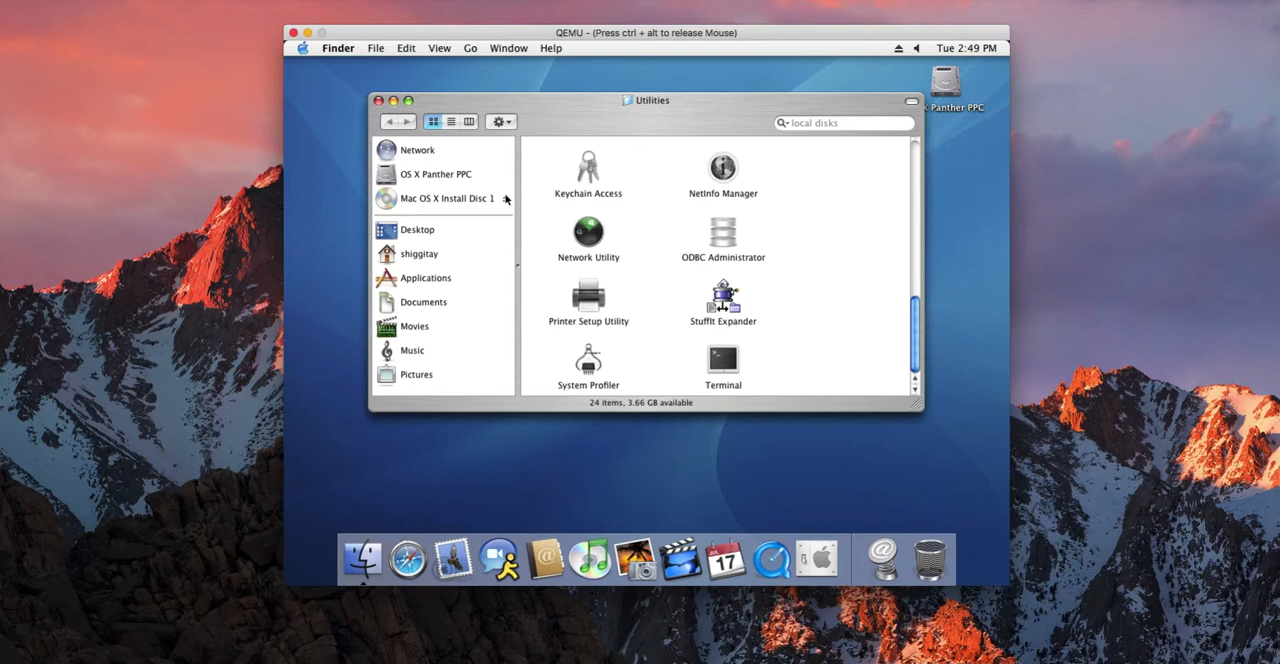 QEMU - (Press ctrl + alt to release Mouse)
Finder File Edit View Go Window Help Tue 2:49 PM
X Panther PPC
Utilities
local disks
Network
OS X Panther PPC
Mac OS X Install Disc 1
Desktop
shiggitay
Applications
Documents
Movies
Music
Pictures
Keychain Access NetInfo Manager
Network Utility ODBC Administrator
Printer Setup Utility StuffIt Expander
System Profiler Terminal
24 items, 3.66 GB available
JUL
17